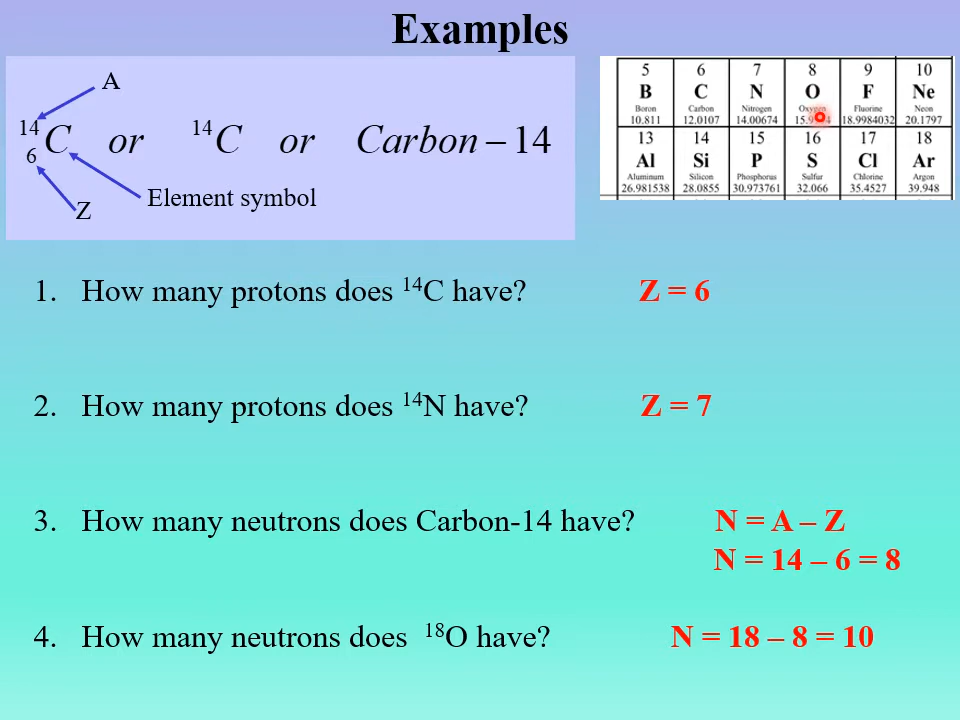 Examples
A
¹⁴₆C or ¹⁴C or Carbon – 14
Element symbol
Z
5 6 7 8 9 10
B C N O F Ne
Boron Carbon Nitrogen Oxygen Fluorine Neon
10.811 12.0107 14.00674 18.9984032 20.1797
13 14 15 16 17 18
Al Si P S Cl Ar
Aluminum Silicon Phosphorus Sulfur Chlorine Argon
26.981538 28.0855 30.973761 32.066 35.4527 39.948
1. How many protons does ¹⁴C have? Z = 6
2. How many protons does ¹⁴N have? Z = 7
3. How many neutrons does Carbon-14 have? N = A – Z
N = 14 – 6 = 8
4. How many neutrons does ¹⁸O have? N = 18 – 8 = 10